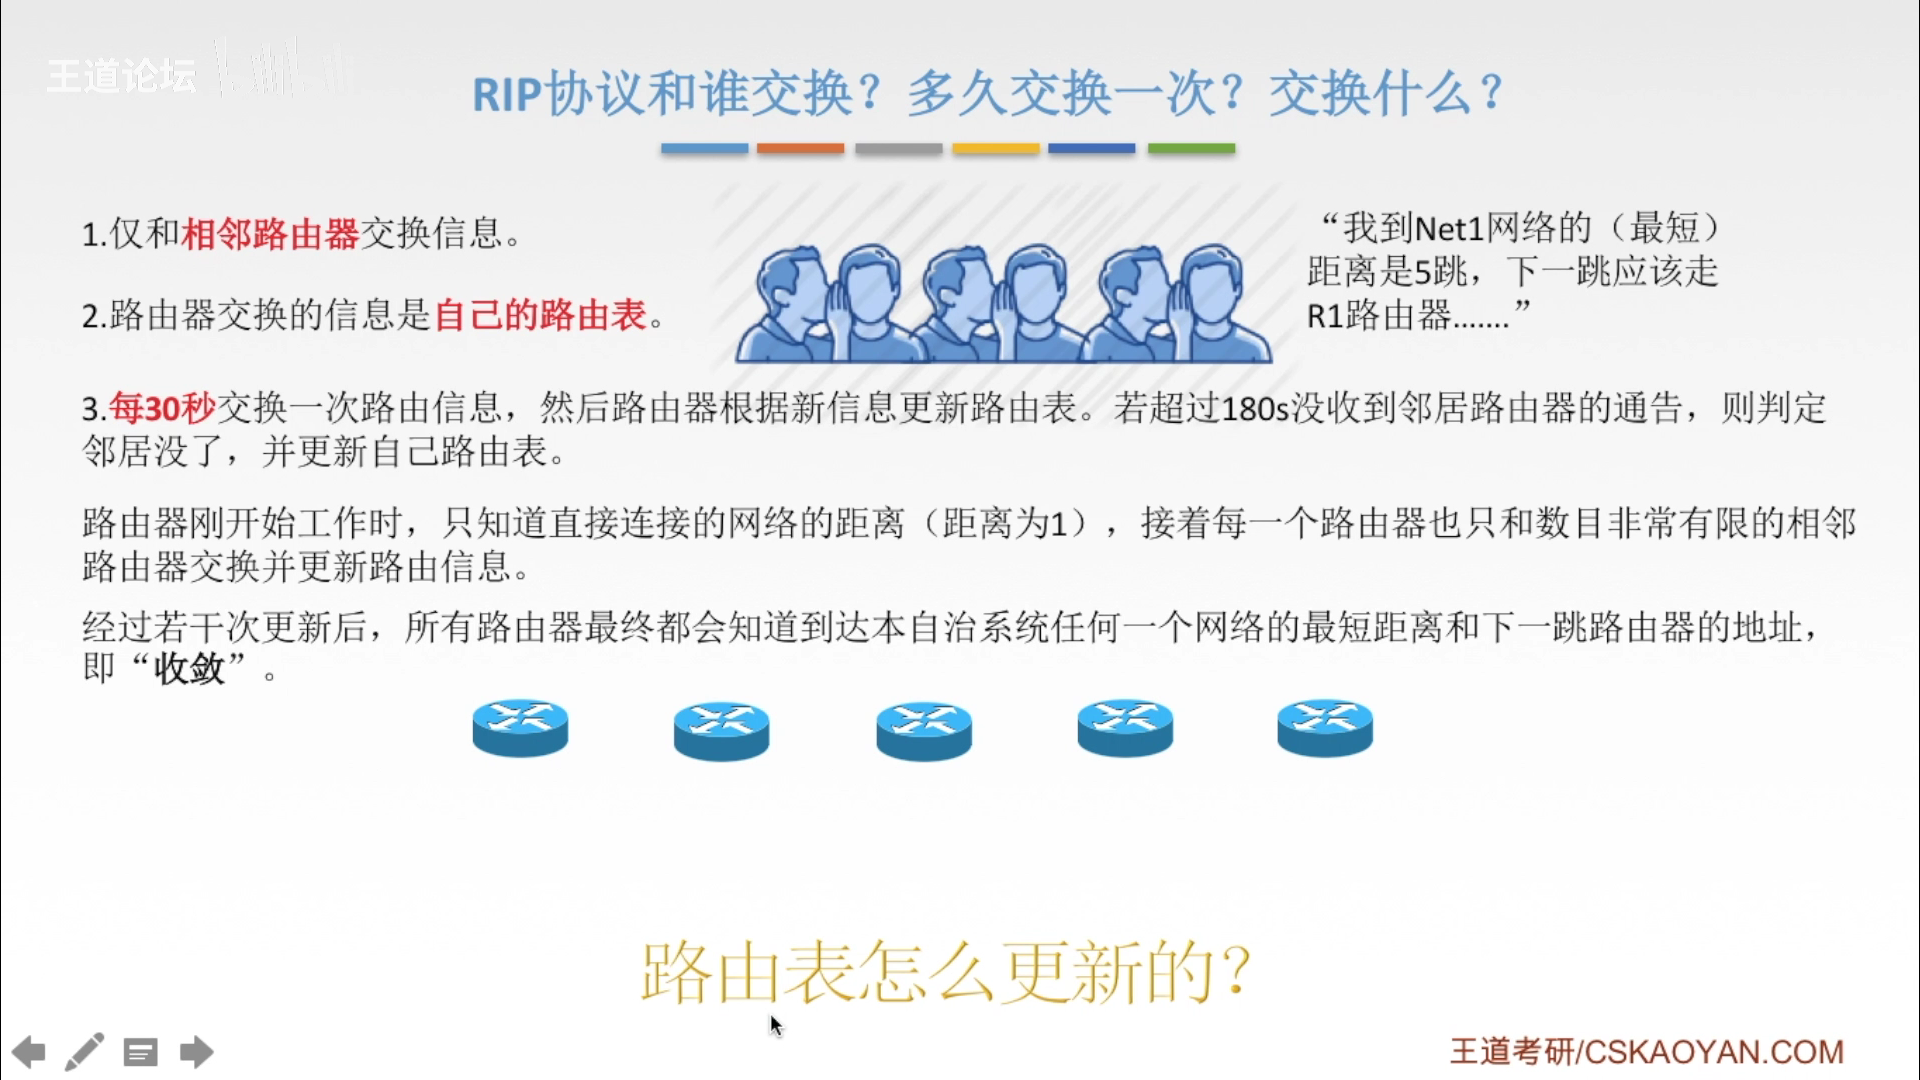 王道论坛
RIP协议和谁交换？多久交换一次？交换什么？
1.仅和相邻路由器交换信息。
2.路由器交换的信息是自己的路由表。
“我到Net1网络的（最短）
距离是5跳，下一跳应该走
R1路由器.......”
3.每30秒交换一次路由信息，然后路由器根据新信息更新路由表。若超过180s没收到邻居路由器的通告，则判定
邻居没了，并更新自己路由表。
路由器刚开始工作时，只知道直接连接的网络的距离（距离为1），接着每一个路由器也只和数目非常有限的相邻
路由器交换并更新路由信息。
经过若干次更新后，所有路由器最终都会知道到达本自治系统任何一个网络的最短距离和下一跳路由器的地址，
即“收敛”。
路由表怎么更新的？
王道考研/CSKAOYAN.COM